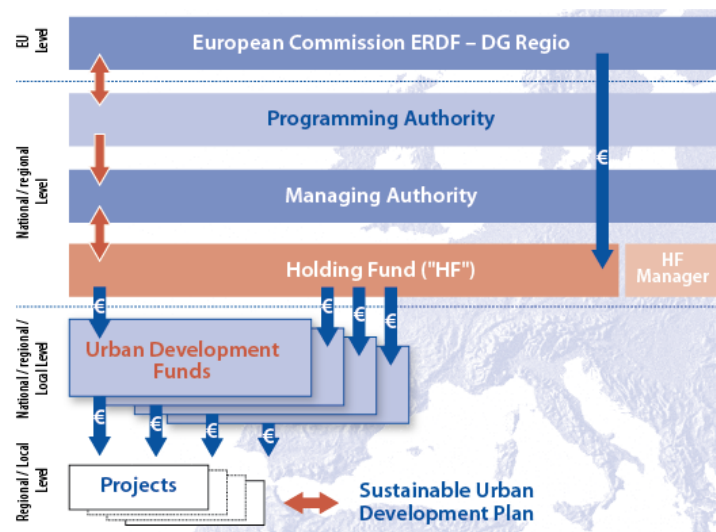 EU
Level
European Commission ERDF – DG Regio
€
National / regional
Level
Programming Authority
Managing Authority
Holding Fund ("HF")
HF
Manager
€
€
€
€
National / regional/
Local Level
Urban Development
Funds
€
€
€
€
Regional / Local
Level
Projects
Sustainable Urban
Development Plan